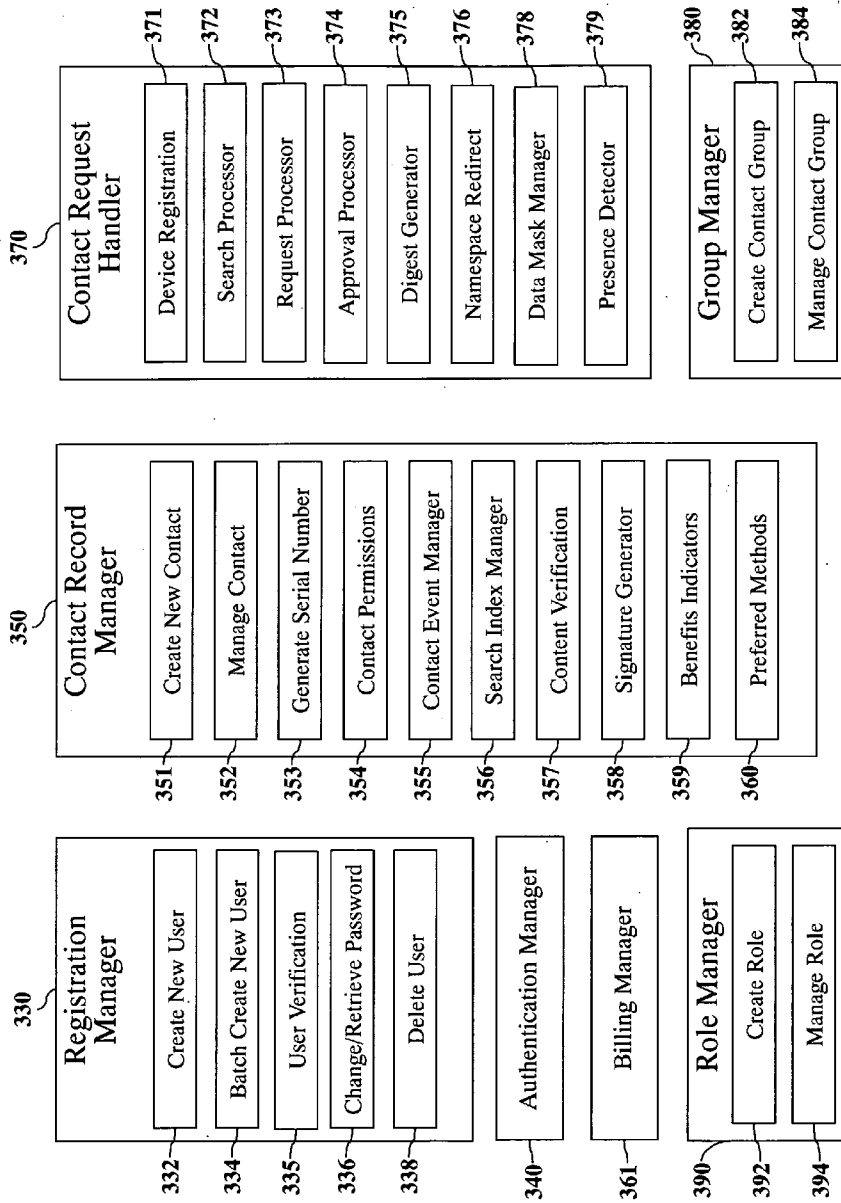 330
Registration
Manager
332
Create New User
334
Batch Create New User
335
User Verification
336
Change/Retrieve Password
338
Delete User
340
Authentication Manager
361
Billing Manager
390
Role Manager
392
Create Role
394
Manage Role
350
Contact Record
Manager
351
Create New Contact
352
Manage Contact
353
Generate Serial Number
354
Contact Permissions
355
Contact Event Manager
356
Search Index Manager
357
Content Verification
358
Signature Generator
359
Benefits Indicators
360
Preferred Methods
370
Contact Request
Handler
Device Registration
371
Search Processor
372
Request Processor
373
Approval Processor
374
Digest Generator
375
Namespace Redirect
376
Data Mask Manager
378
Presence Detector
379
Group Manager
380
Create Contact Group
382
Manage Contact Group
384